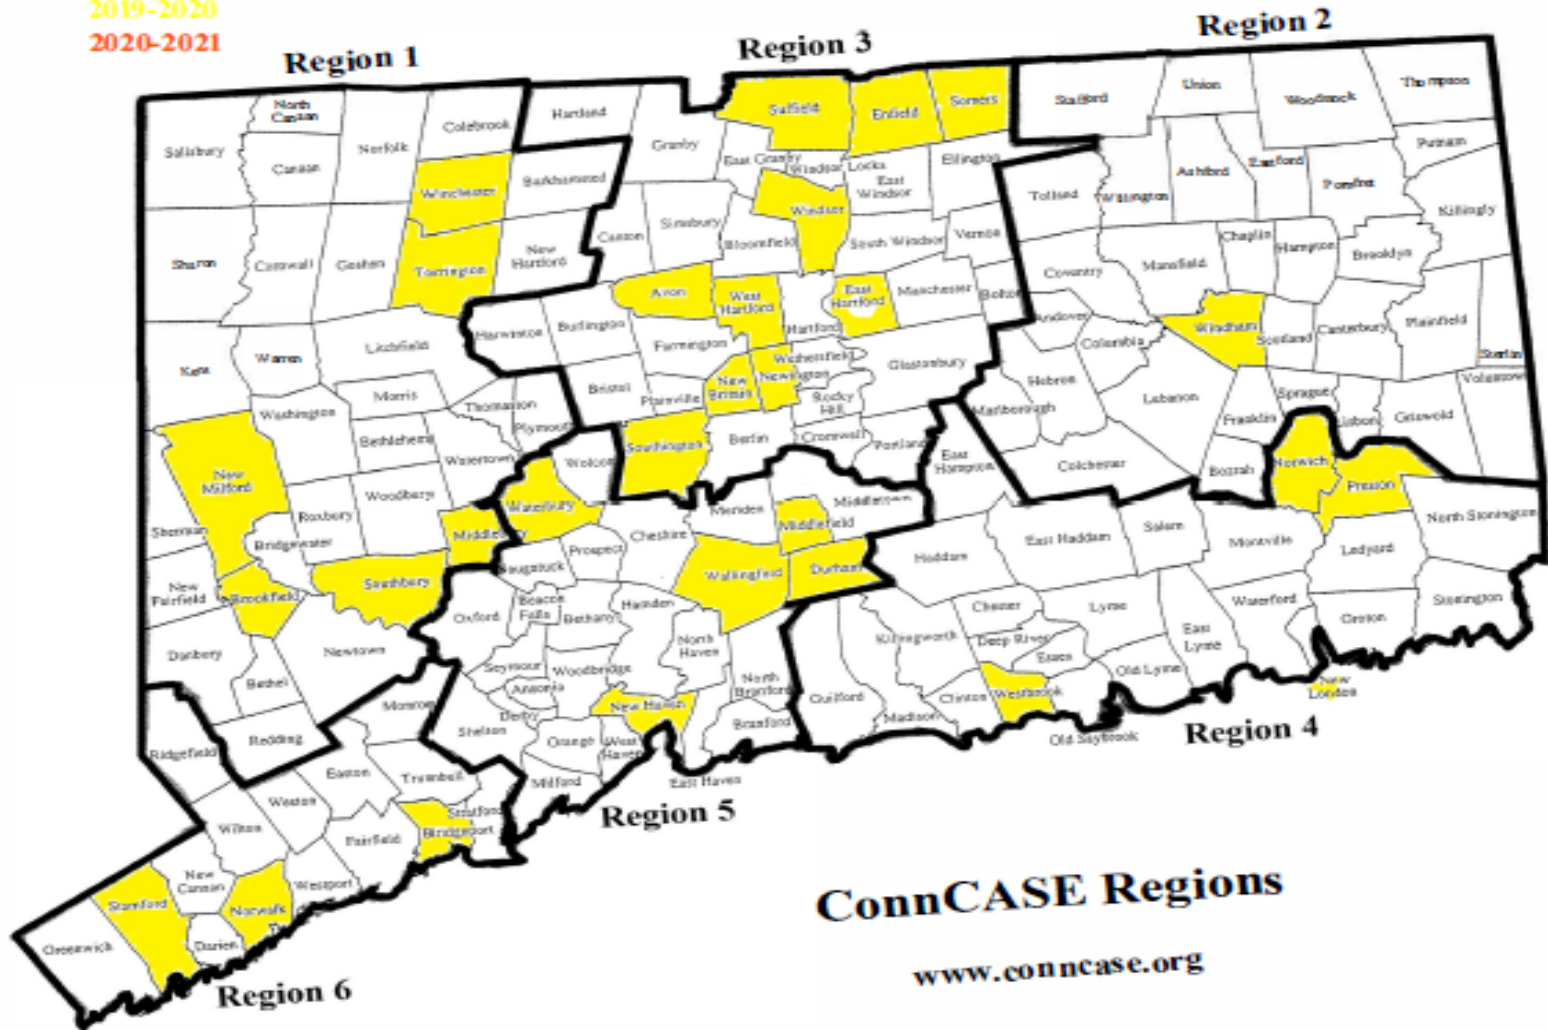 2019-2020
2020-2021
Region 1
Region 3
Region 2
North
Canaan
Colebrook
Hartland
Suffield
Enfield
Somers
Stafford
Union
Woodstock
Thompson
Salisbury
Canaan
Norfolk
Granby
East Granby
Windsor Locks
Ellington
Putnam
Winchester
Barkhamsted
East
Windsor
Tolland
Willington
Ashford
Eastford
Pomfret
Killingly
Sharon
Cornwall
Goshen
Torrington
New
Hartford
Canton
Simsbury
Bloomfield
Windsor
South Windsor
Vernon
Coventry
Mansfield
Chaplin
Hampton
Brooklyn
Avon
West
Hartford
East
Hartford
Manchester
Bolton
Kent
Warren
Litchfield
Harwinton
Burlington
Farmington
Hartford
Andover
Columbia
Windham
Scotland
Canterbury
Plainfield
Sterlin
Washington
Morris
Thomaston
Plymouth
Bristol
Plainville
New
Britain
Newington
Wethersfield
Rocky
Hill
Glastonbury
Hebron
Marlborough
Lebanon
Franklin
Sprague
Lisbon
Griswold
Voluntown
Bethlehem
Watertown
Wolcott
Southington
Berlin
Cromwell
Portland
East
Hampton
Colchester
Bozrah
Norwich
Preston
New
Milford
Sherman
Bridgewater
Roxbury
Woodbury
Middlebury
Waterbury
Cheshire
Meriden
Middletown
Middlefield
Haddam
East Haddam
Salem
Montville
Ledyard
North Stonington
New
Fairfield
Brookfield
Southbury
Naugatuck
Prospect
Wallingford
Durham
Danbury
Bethel
Newtown
Oxford
Beacon
Falls
Bethany
Hamden
North
Haven
Killingworth
Chester
Deep River
Essex
Lyme
East
Lyme
Waterford
Groton
Stonington
Seymour
Ansonia
Woodbridge
North
Branford
Guilford
Madison
Clinton
Westbrook
Old Lyme
New
London
Ridgefield
Redding
Monroe
Shelton
Derby
Orange
West
Haven
New Haven
Branford
Old Saybrook
Region 4
Milford
East Haven
Easton
Trumbull
Weston
Wilton
Fairfield
Stratford
Bridgeport
Region 5
New
Canaan
Westport
Stamford
Norwalk
Darien
Greenwich
Region 6
ConnCASE Regions
www.conncase.org